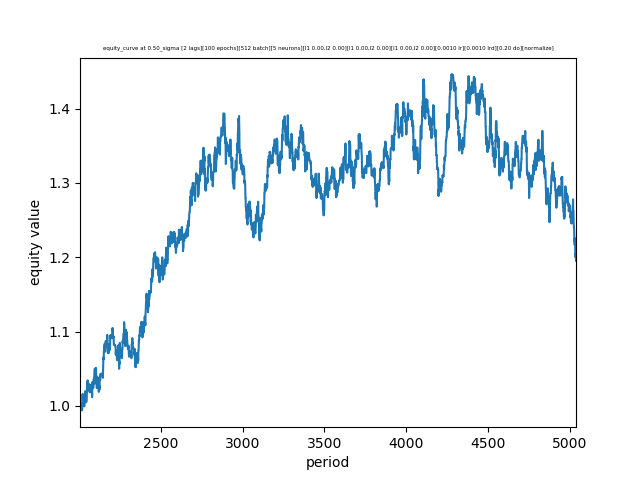 equity_curve at 0.50_sigma [2 lags][100 epochs][512 batch][5 neurons][l1 0.00,l2 0.00][l1 0.00,l2 0.00][l1 0.00,l2 0.00][0.0010 lr][0.0010 lrd][0.20 do][normalize]
1.4
1.3
1.2
1.1
1.0
equity value
2500 3000 3500 4000 4500 5000
period